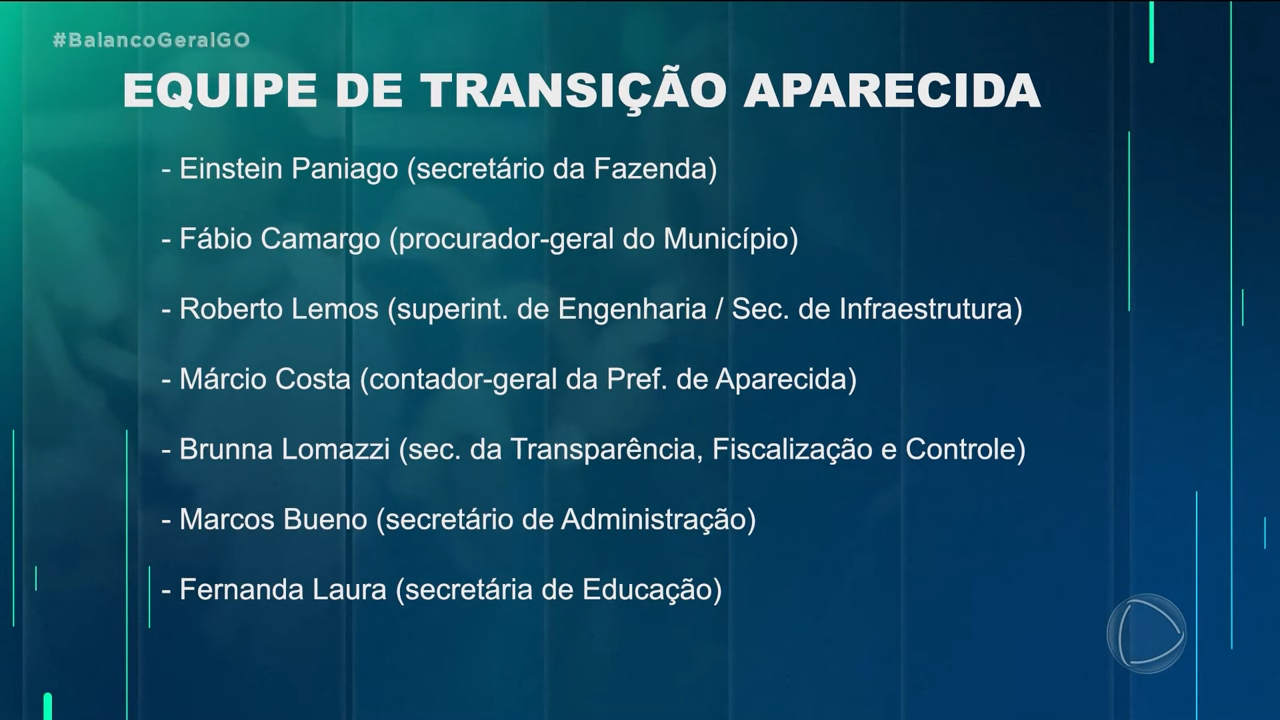 #BalancoGeralGO
EQUIPE DE TRANSIÇÃO APARECIDA
- Einstein Paniago (secretário da Fazenda)
- Fábio Camargo (procurador-geral do Município)
- Roberto Lemos (superint. de Engenharia / Sec. de Infraestrutura)
- Márcio Costa (contador-geral da Pref. de Aparecida)
- Brunna Lomazzi (sec. da Transparência, Fiscalização e Controle)
- Marcos Bueno (secretário de Administração)
- Fernanda Laura (secretária de Educação)